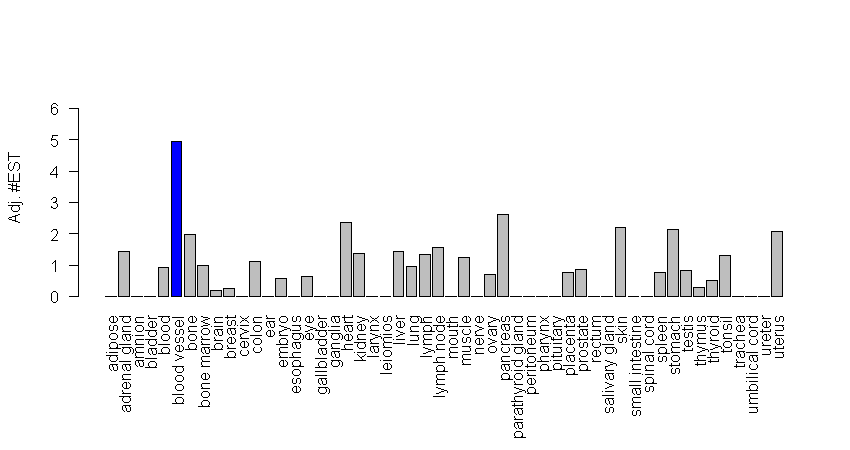 Adj. #EST
6
5
4
3
2
1
0
adipose
adrenal gland
amnion
bladder
blood
blood vessel
bone
bone marrow
brain
breast
cervix
colon
ear
embryo
esophagus
eye
gallbladder
ganglia
heart
kidney
larynx
leiomios
liver
lung
lymph
lymph node
mouth
muscle
nerve
ovary
pancreas
parathyroid gland
peritoneum
pharynx
pituitary
placenta
prostate
rectum
salivary gland
skin
small intestine
spinal cord
spleen
stomach
testis
thymus
thyroid
tonsil
trachea
umbilical cord
ureter
uterus